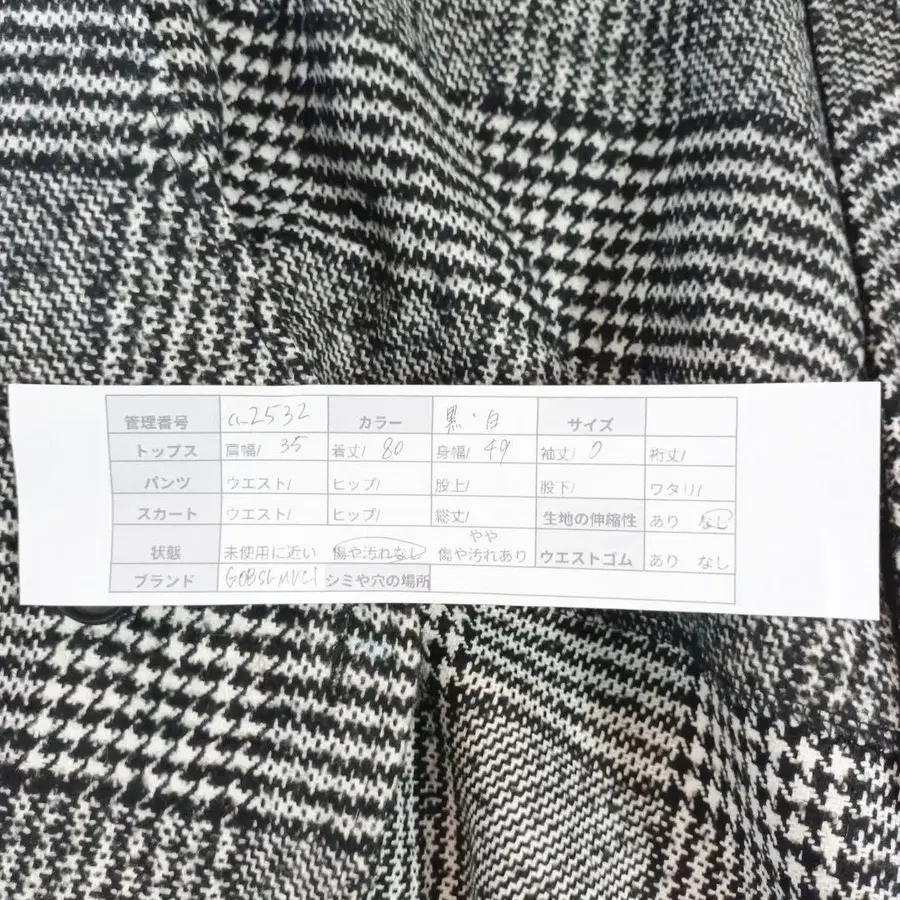 管理番号 a_2532 カラー 黒・白 サイズ
トップス 肩幅/ 35 着丈/ 80 身幅/ 49 袖丈/ 0 裄丈/
パンツ ウエスト/ ヒップ/ 股上/ 股下/ ワタリ/
スカート ウエスト/ ヒップ/ 総丈/ 生地の伸縮性 あり なし
状態 未使用に近い 傷や汚れなし やや傷や汚れあり ウエストゴム あり なし
ブランド シミや穴の場所